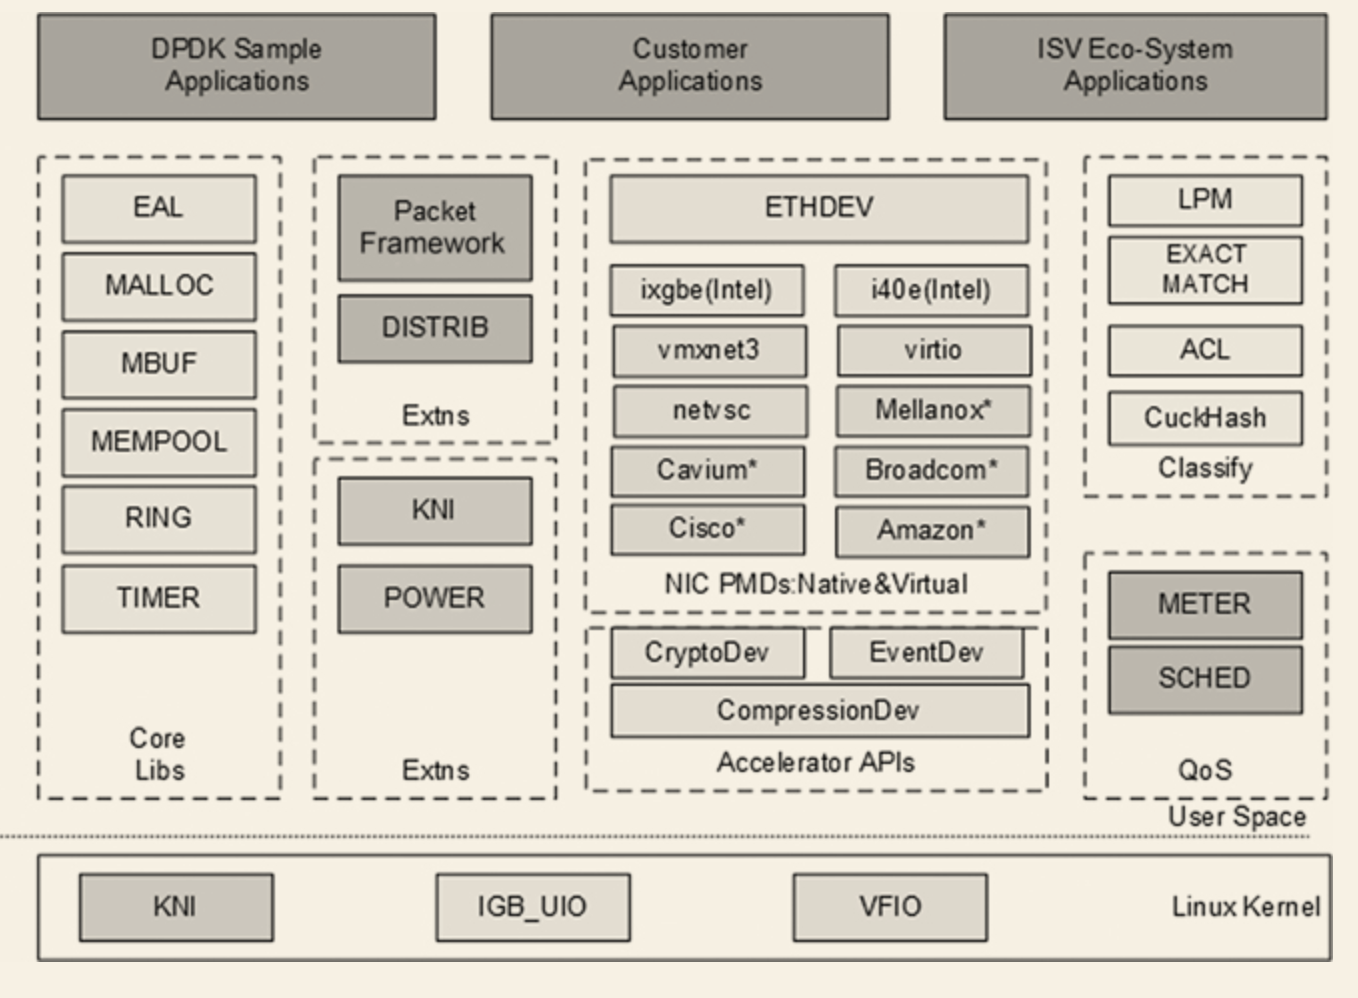 DPDK Sample
Applications
Customer
Applications
ISV Eco-System
Applications
EAL
MALLOC
MBUF
MEMPOOL
RING
TIMER
Core
Libs
Packet
Framework
DISTRIB
Extns
KNI
POWER
Extns
ETHDEV
ixgbe(Intel)
i40e(Intel)
vmxnet3
virtio
netvsc
Mellanox*
Cavium*
Broadcom*
Cisco*
Amazon*
NIC PMDs:Native&Virtual
CryptoDev
EventDev
CompressionDev
Accelerator APIs
LPM
EXACT
MATCH
ACL
CuckHash
Classify
METER
SCHED
QoS
User Space
KNI
IGB_UIO
VFIO
Linux Kernel